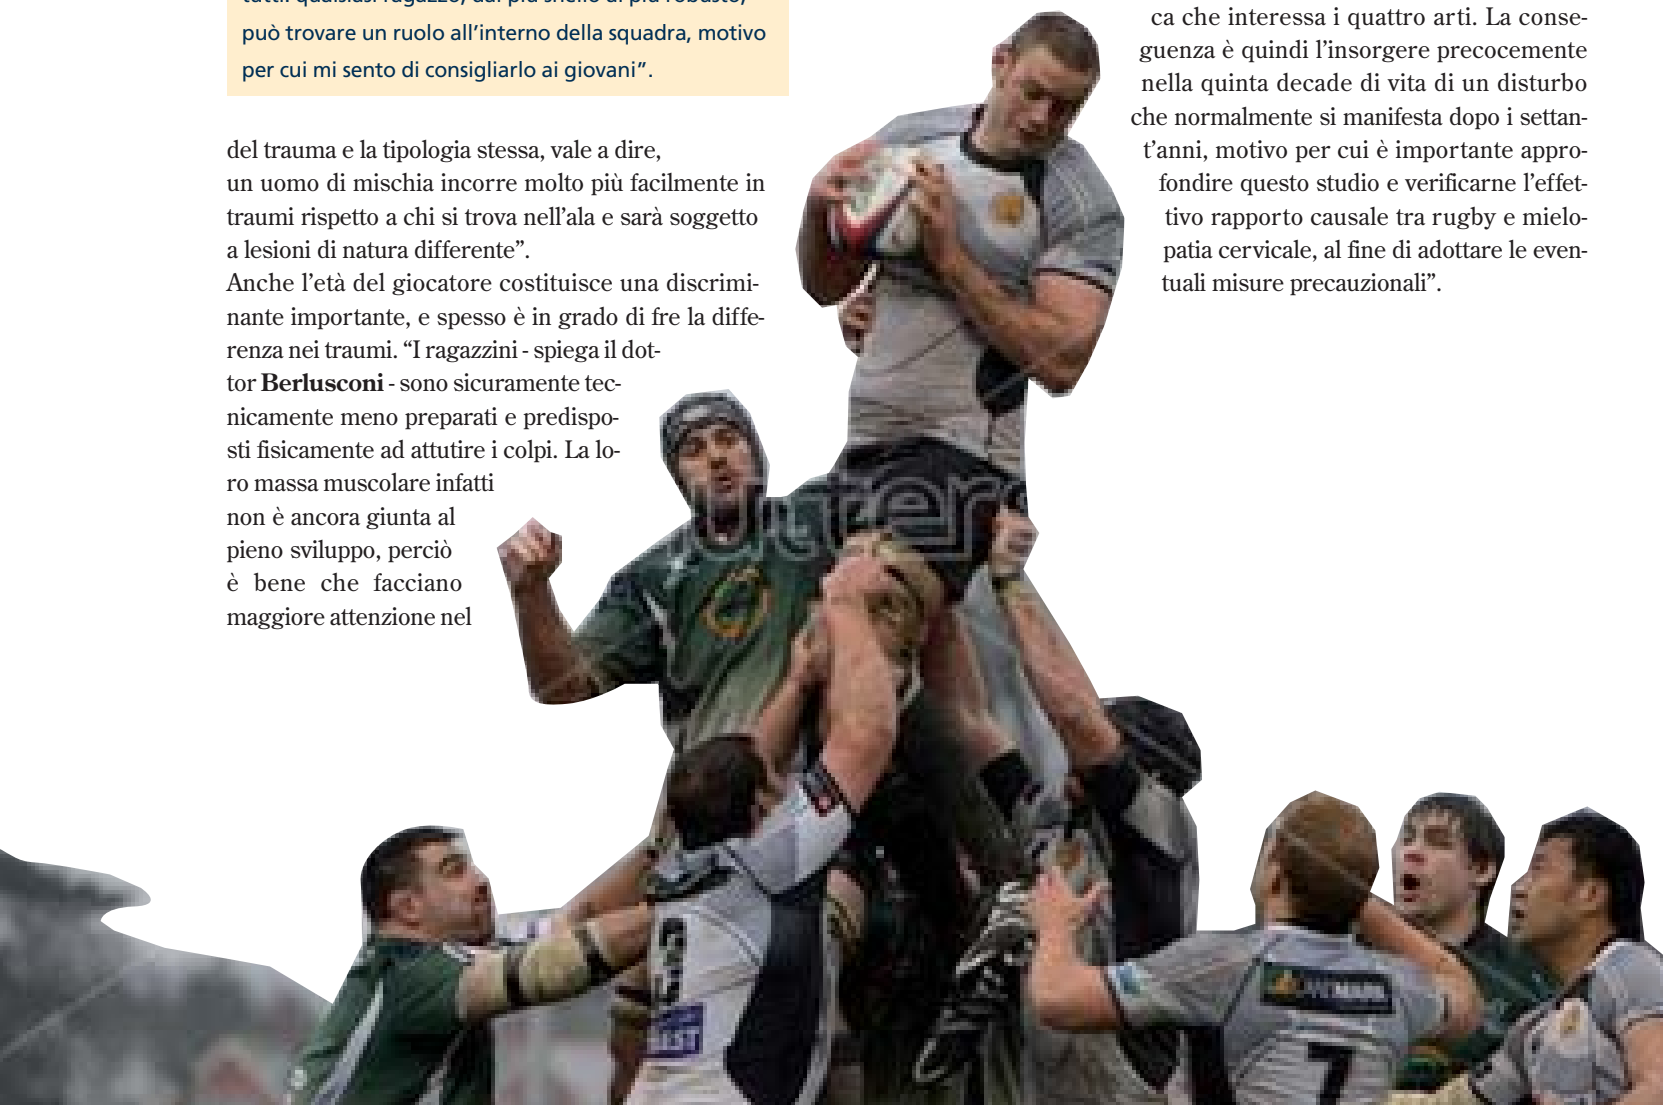 può trovare un ruolo all’interno della squadra, motivo
per cui mi sento di consigliarlo ai giovani”.
del trauma e la tipologia stessa, vale a dire,
un uomo di mischia incorre molto più facilmente in
traumi rispetto a chi si trova nell’ala e sarà soggetto
a lesioni di natura differente”.
Anche l’età del giocatore costituisce una discrimi-
nante importante, e spesso è in grado di fre la diffe-
renza nei traumi. “I ragazzini - spiega il dot-
tor Berlusconi - sono sicuramente tec-
nicamente meno preparati e predispo-
sti fisicamente ad attutire i colpi. La lo-
ro massa muscolare infatti
non è ancora giunta al
pieno sviluppo, perciò
è bene che facciano
maggiore attenzione nel
ca che interessa i quattro arti. La conse-
guenza è quindi l’insorgere precocemente
nella quinta decade di vita di un disturbo
che normalmente si manifesta dopo i settan-
t’anni, motivo per cui è importante appro-
fondire questo studio e verificarne l’effet-
tivo rapporto causale tra rugby e mielo-
patia cervicale, al fine di adottare le even-
tuali misure precauzionali”.
7